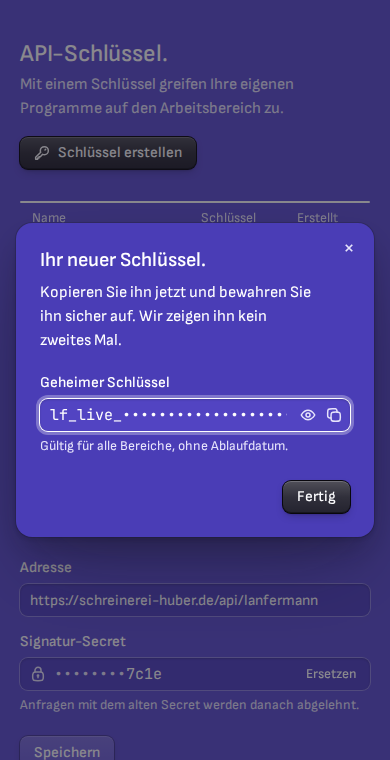 API-Schlüssel.
Mit einem Schlüssel greifen Ihre eigenen
Programme auf den Arbeitsbereich zu.
Schlüssel erstellen
Name Schlüssel Erstellt
Ihr neuer Schlüssel.
Kopieren Sie ihn jetzt und bewahren Sie
ihn sicher auf. Wir zeigen ihn kein
zweites Mal.
Geheimer Schlüssel
lf_live_••••••••••••••••••
Gültig für alle Bereiche, ohne Ablaufdatum.
Fertig
Adresse
https://schreinerei-huber.de/api/lanfermann
Signatur-Secret
••••••••7c1e Ersetzen
Anfragen mit dem alten Secret werden danach abgelehnt.
Speichern